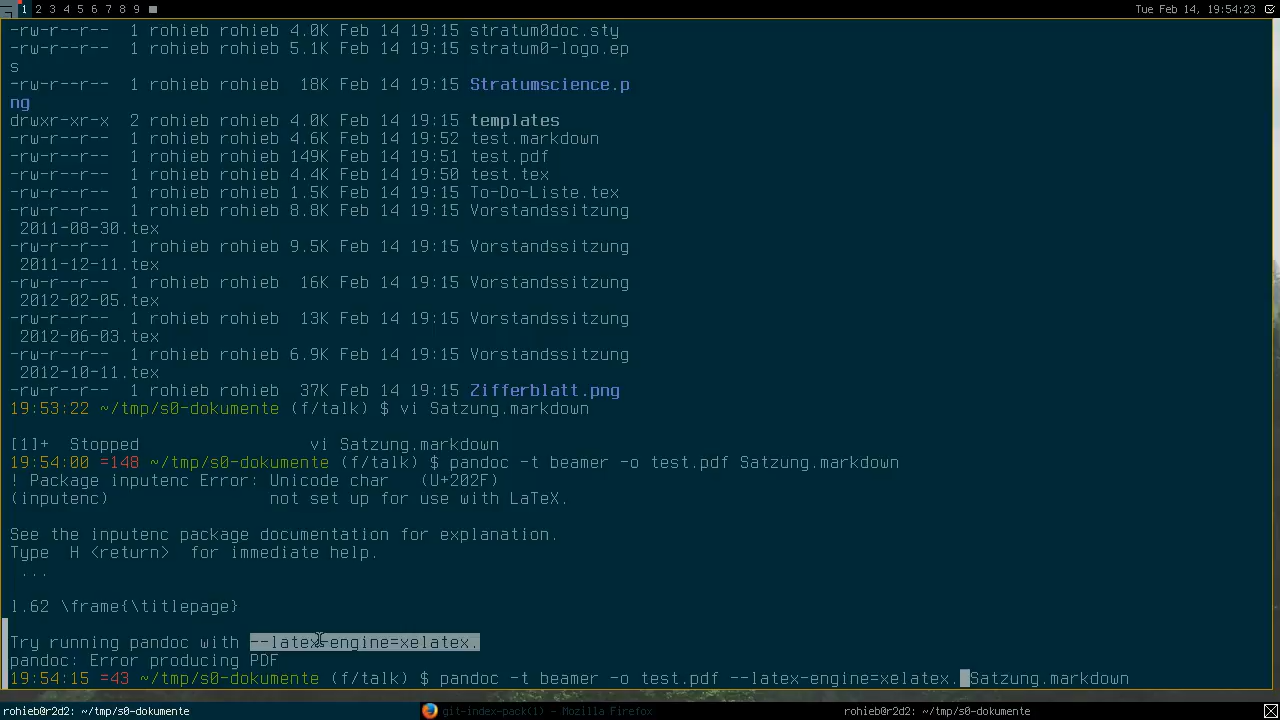 1 2 3 4 5 6 7 8 9 Tue Feb 14, 19:54:23
-rw-r--r-- 1 rohieb rohieb 4.0K Feb 14 19:15 stratum0doc.sty
-rw-r--r-- 1 rohieb rohieb 5.1K Feb 14 19:15 stratum0-logo.ep
s
-rw-r--r-- 1 rohieb rohieb 18K Feb 14 19:15 Stratumscience.p
ng
drwxr-xr-x 2 rohieb rohieb 4.0K Feb 14 19:15 templates
-rw-r--r-- 1 rohieb rohieb 4.6K Feb 14 19:52 test.markdown
-rw-r--r-- 1 rohieb rohieb 149K Feb 14 19:51 test.pdf
-rw-r--r-- 1 rohieb rohieb 4.4K Feb 14 19:50 test.tex
-rw-r--r-- 1 rohieb rohieb 1.5K Feb 14 19:15 To-Do-Liste.tex
-rw-r--r-- 1 rohieb rohieb 8.8K Feb 14 19:15 Vorstandssitzung
2011-08-30.tex
-rw-r--r-- 1 rohieb rohieb 9.5K Feb 14 19:15 Vorstandssitzung
2011-12-11.tex
-rw-r--r-- 1 rohieb rohieb 16K Feb 14 19:15 Vorstandssitzung
2012-02-05.tex
-rw-r--r-- 1 rohieb rohieb 13K Feb 14 19:15 Vorstandssitzung
2012-06-03.tex
-rw-r--r-- 1 rohieb rohieb 6.9K Feb 14 19:15 Vorstandssitzung
2012-10-11.tex
-rw-r--r-- 1 rohieb rohieb 37K Feb 14 19:15 Zifferblatt.png
19:53:22 ~/tmp/s0-dokumente (f/talk) $ vi Satzung.markdown
[1]+ Stopped vi Satzung.markdown
19:54:00 =148 ~/tmp/s0-dokumente (f/talk) $ pandoc -t beamer -o test.pdf Satzung.markdown
! Package inputenc Error: Unicode char (U+202F)
(inputenc) not set up for use with LaTeX.
See the inputenc package documentation for explanation.
Type H <return> for immediate help.
...
l.62 \frame{\titlepage}
Try running pandoc with --latex-engine=xelatex.
pandoc: Error producing PDF
19:54:15 =43 ~/tmp/s0-dokumente (f/talk) $ pandoc -t beamer -o test.pdf --latex-engine=xelatex. Satzung.markdown
rohieb@r2d2: ~/tmp/s0-dokumente git-index-pack(1) - Mozilla Firefox rohieb@r2d2: ~/tmp/s0-dokumente